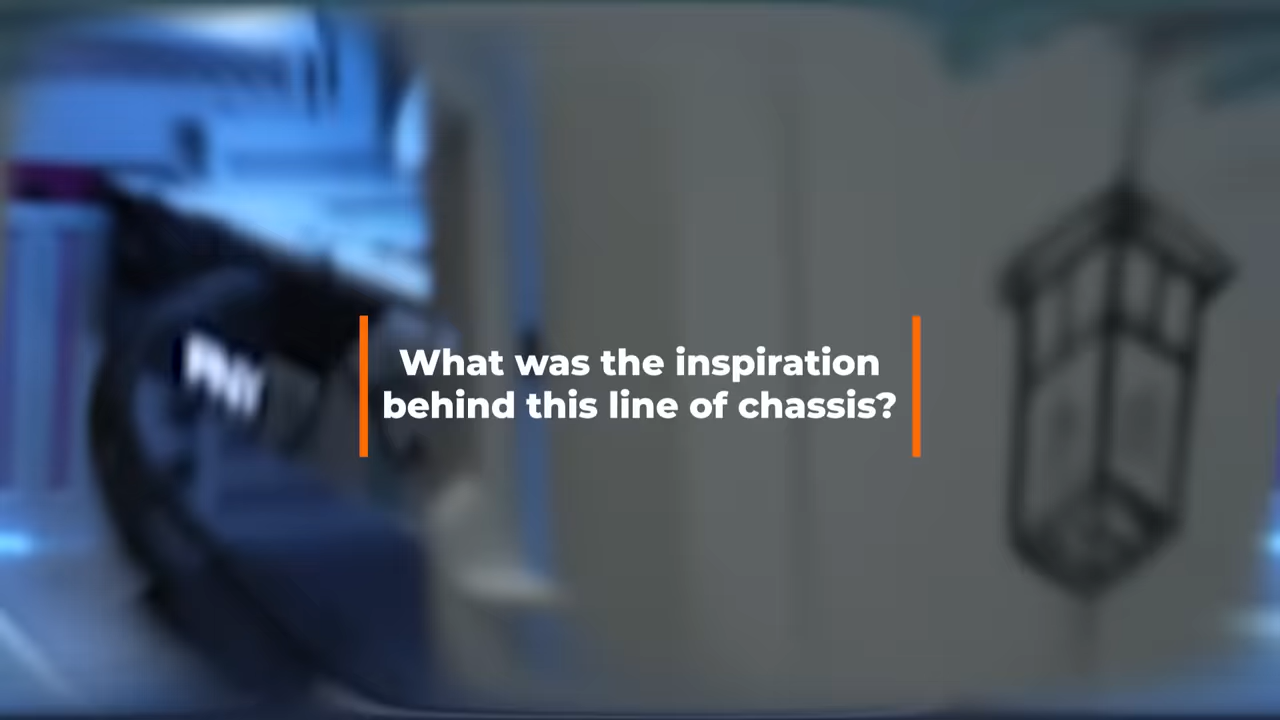 What was the inspiration
behind this line of chassis?